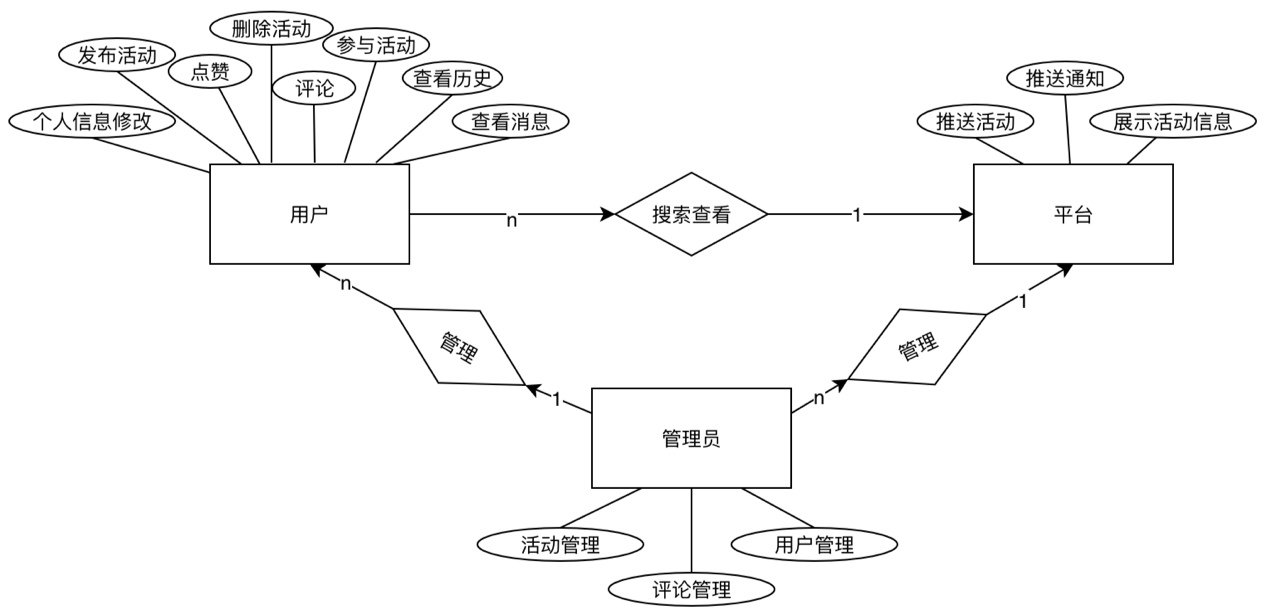 删除活动
参与活动
发布活动
点赞
评论
查看历史
个人信息修改
查看消息
推送通知
推送活动
展示活动信息
用户
n
搜索查看
1
平台
n
管理
1
管理员
n
管理
1
活动管理
评论管理
用户管理